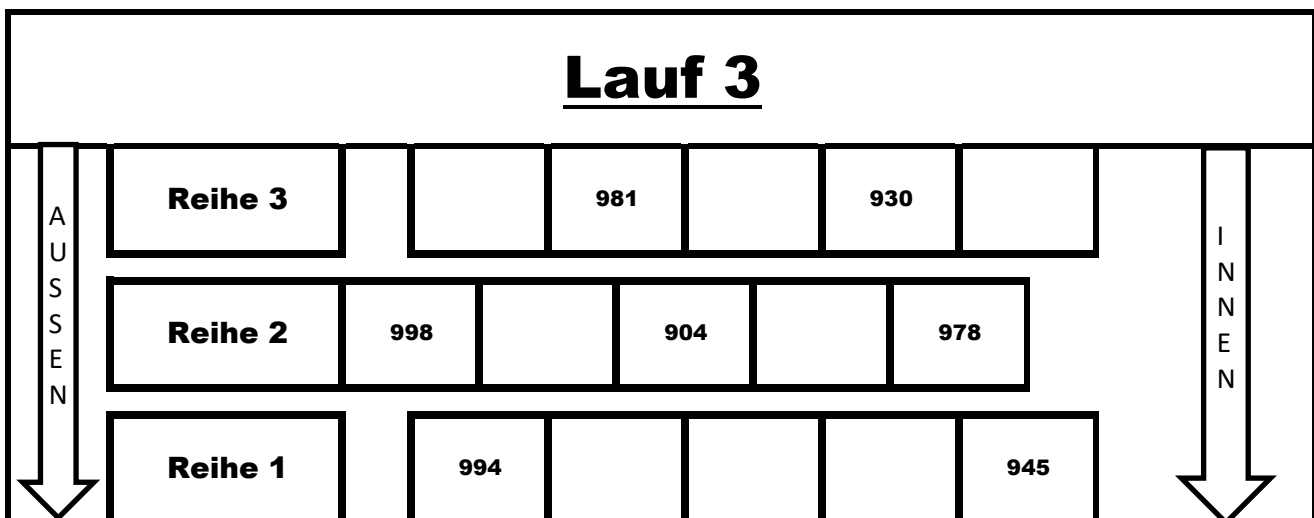 Lauf 3
AUSSEN
INNEN
Reihe 3 981 930
Reihe 2 998 904 978
Reihe 1 994 945